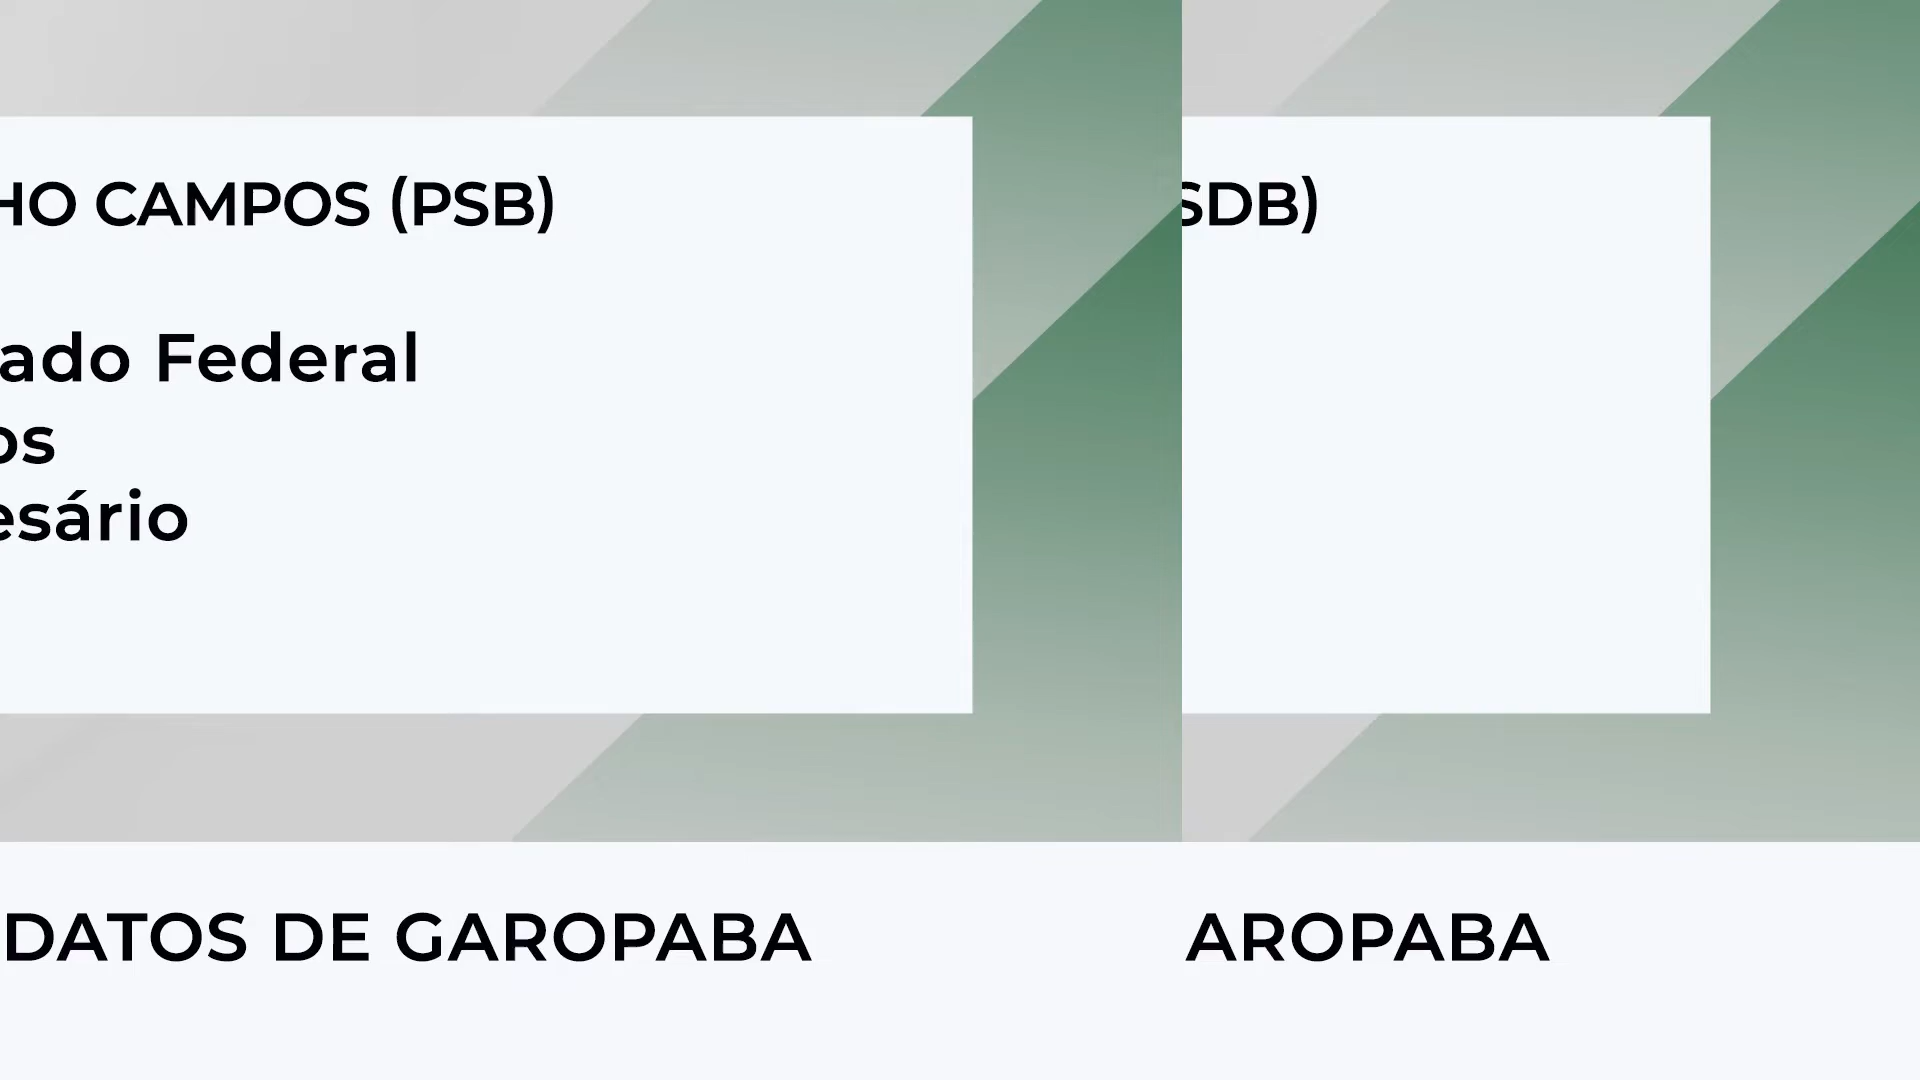 HO CAMPOS (PSB)
ado Federal
os
esário
DATOS DE GAROPABA
SDB)
AROPABA